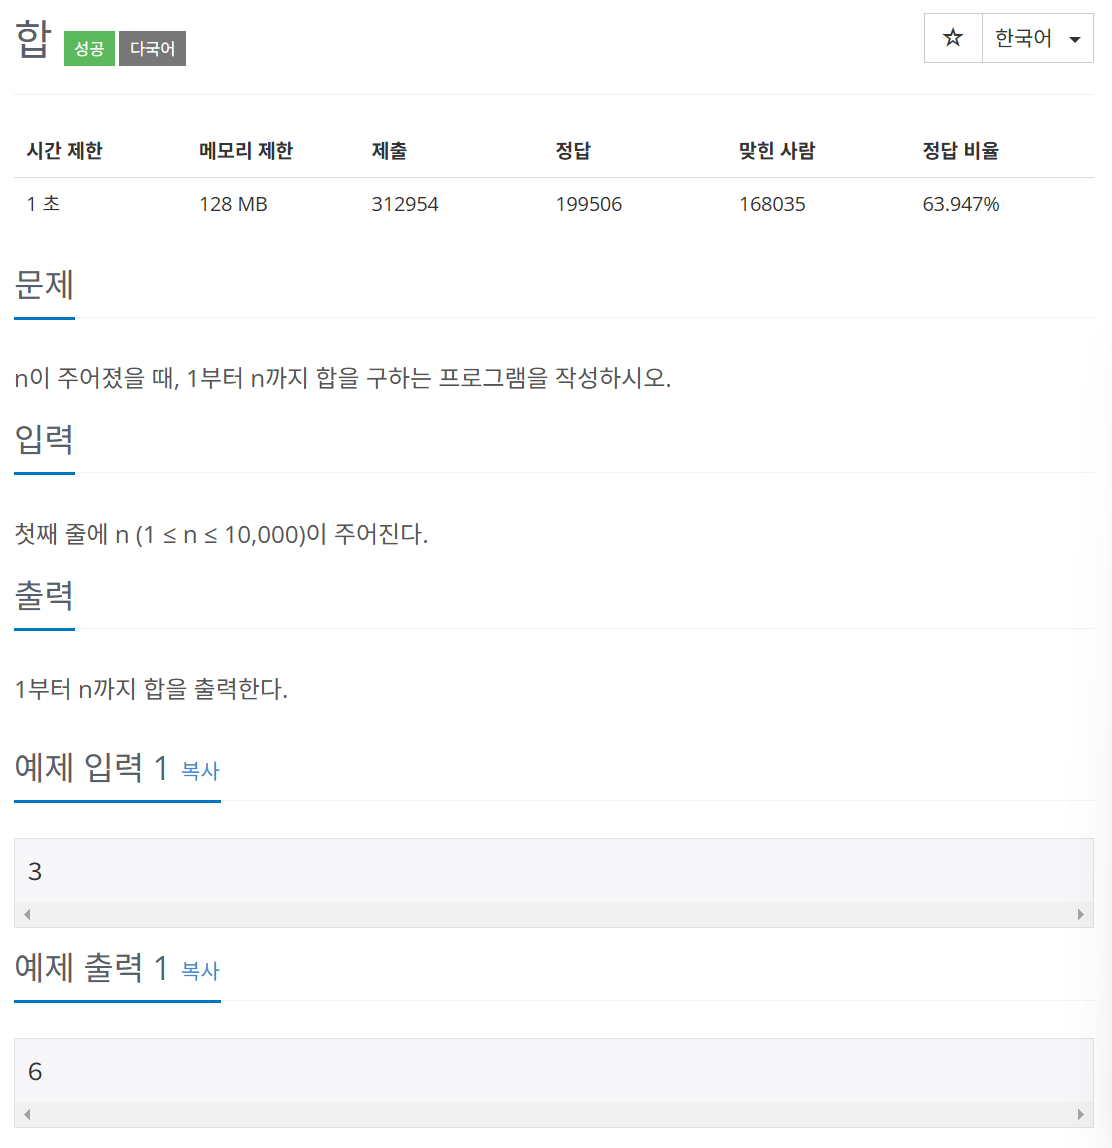 합 성공 다국어 ☆ 한국어
시간 제한 메모리 제한 제출 정답 맞힌 사람 정답 비율
1 초 128 MB 312954 199506 168035 63.947%
문제
n이 주어졌을 때, 1부터 n까지 합을 구하는 프로그램을 작성하시오.
입력
첫째 줄에 n (1 ≤ n ≤ 10,000)이 주어진다.
출력
1부터 n까지 합을 출력한다.
예제 입력 1 복사
3
예제 출력 1 복사
6